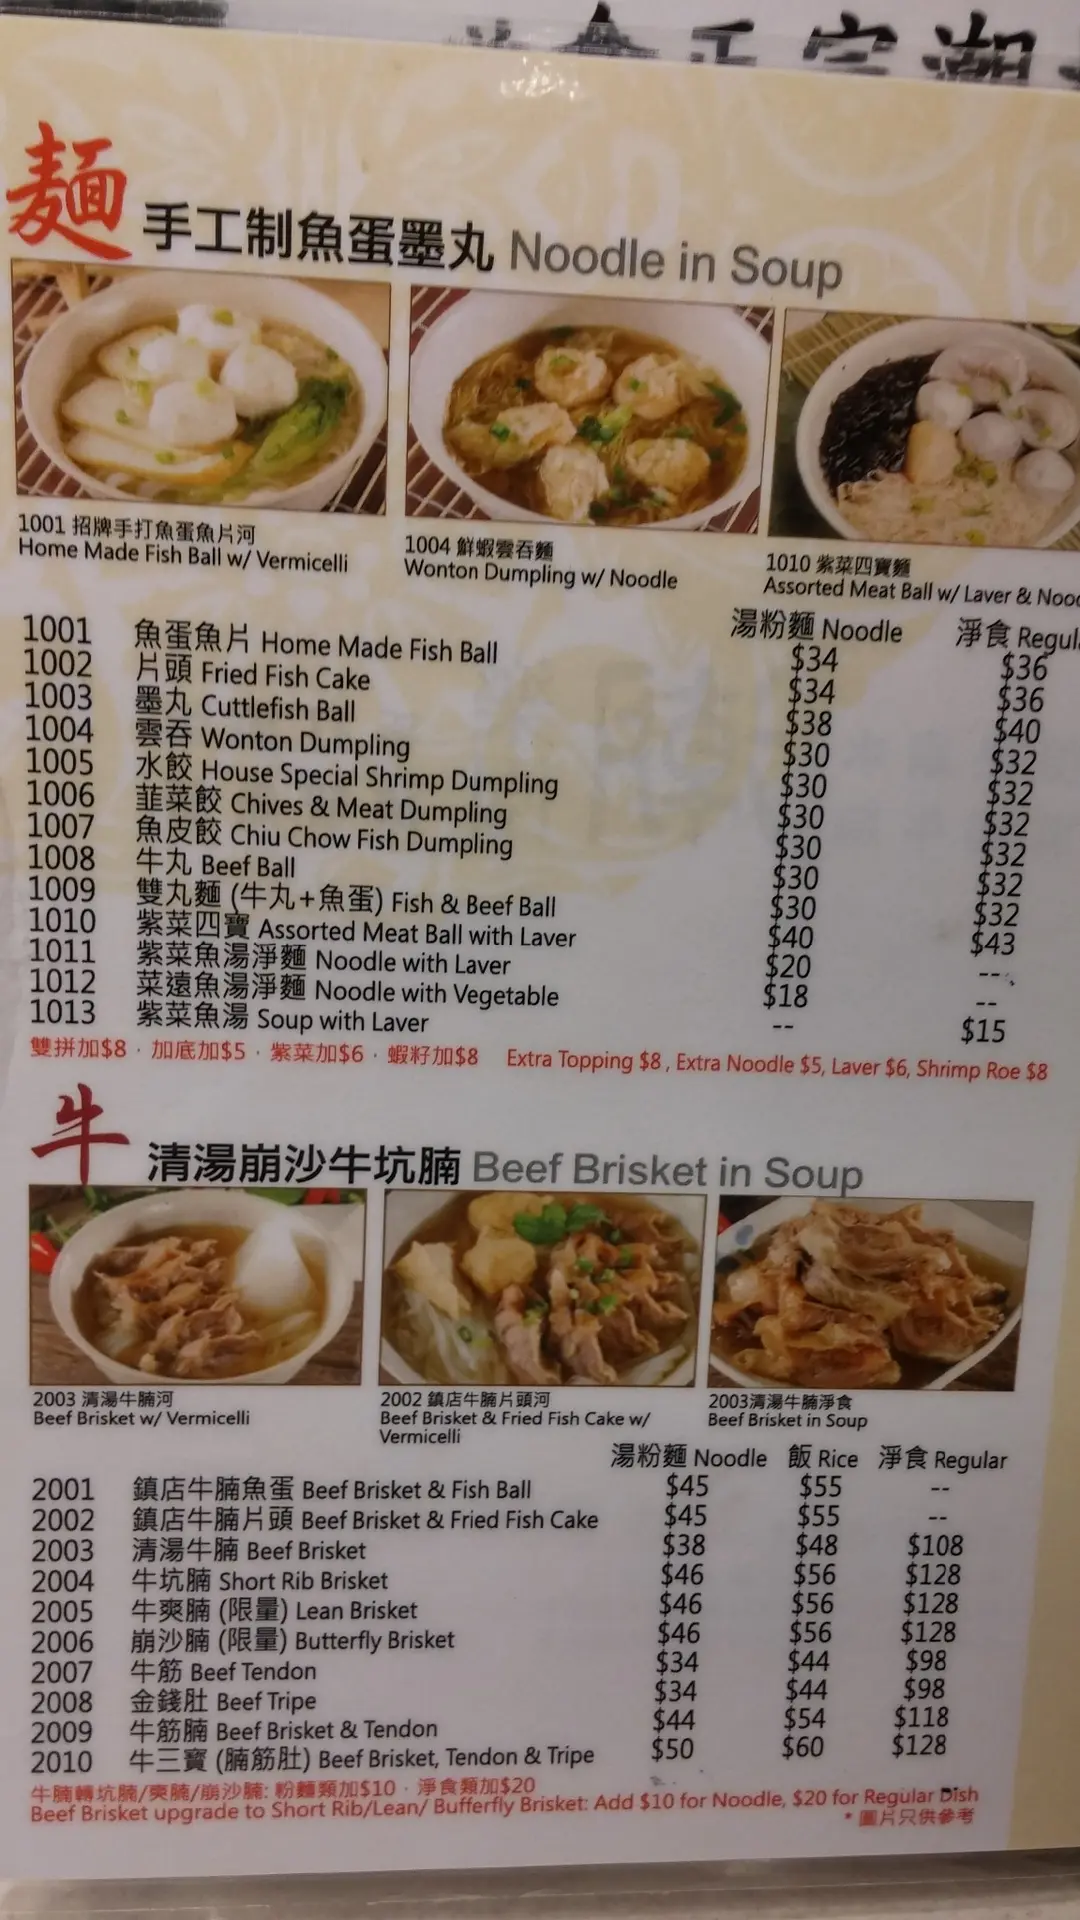 麵 手工制魚蛋墨丸 Noodle in Soup
1001 招牌手打魚蛋魚片河
Home Made Fish Ball w/ Vermicelli
1004 鮮蝦雲吞麵
Wonton Dumpling w/ Noodle
1010 紫菜四寶麵
Assorted Meat Ball w/ Laver &
湯粉麵 Noodle 淨食
1001 魚蛋魚片 Home Made Fish Ball $34 $36
1002 片頭 Fried Fish Cake $34 $36
1003 墨丸 Cuttlefish Ball $38 $40
1004 雲吞 Wonton Dumpling $30 $32
1005 水餃 House Special Shrimp Dumpling $30 $32
1006 韮菜餃 Chives & Meat Dumpling $30 $32
1007 魚皮餃 Chiu Chow Fish Dumpling $30 $32
1008 牛丸 Beef Ball $30 $32
1009 雙丸麵 (牛丸+魚蛋) Fish & Beef Ball $30 $32
1010 紫菜四寶 Assorted Meat Ball with Laver $40 $43
1011 紫菜魚湯淨麵 Noodle with Laver $20 --
1012 菜遠魚湯淨麵 Noodle with Vegetable $18 --
1013 紫菜魚湯 Soup with Laver -- $15
雙拼加$8 · 加底加$5 · 紫菜加$6 · 蝦籽加$8 Extra Topping $8 , Extra Noodle $5, Laver $6, Shrimp Roe $8
牛 清湯崩沙牛坑腩 Beef Brisket in Soup
2003 清湯牛腩河
Beef Brisket w/ Vermicelli
2002 鎮店牛腩片頭河
Beef Brisket & Fried Fish Cake w/
Vermicelli
2003清湯牛腩淨食
Beef Brisket in Soup
湯粉麵 Noodle 飯 Rice 淨食 Regular
2001 鎮店牛腩魚蛋 Beef Brisket & Fish Ball $45 $55 --
2002 鎮店牛腩片頭 Beef Brisket & Fried Fish Cake $45 $55 --
2003 清湯牛腩 Beef Brisket $38 $48 $108
2004 牛坑腩 Short Rib Brisket $46 $56 $128
2005 牛爽腩 (限量) Lean Brisket $46 $56 $128
2006 崩沙腩 (限量) Butterfly Brisket $46 $56 $128
2007 牛筋 Beef Tendon $34 $44 $98
2008 金錢肚 Beef Tripe $34 $44 $98
2009 牛筋腩 Beef Brisket & Tendon $44 $54 $118
2010 牛三寶 (腩筋肚) Beef Brisket, Tendon & Tripe $50 $60 $128
牛腩轉坑腩/爽腩/崩沙腩: 粉麵類加$10 · 淨食類加$20
Beef Brisket upgrade to Short Rib/Lean/ Bufferfly Brisket: Add $10 for Noodle, $20 for Regular Dish
* 圖片只供參考